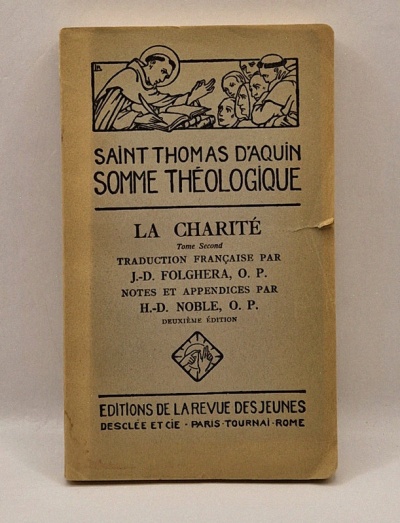 SAINT THOMAS D'AQUIN
SOMME THÉOLOGIQUE
LA CHARITÉ
Tome Second
TRADUCTION FRANÇAISE PAR
J.-D. FOLGHERA, O. P.
NOTES ET APPENDICES PAR
H.-D. NOBLE, O. P.
DEUXIÈME ÉDITION
EDITIONS DE LA REVUE DES JEUNES
DESCLÉE ET CIE · PARIS · TOURNAI · ROME